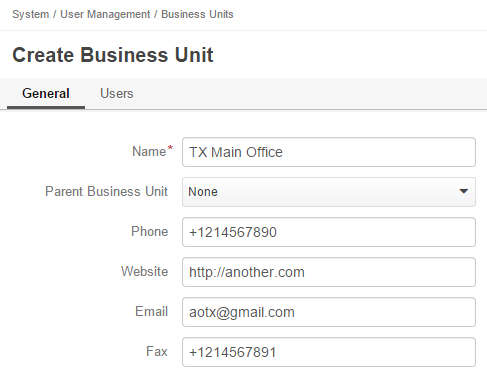 System / User Management / Business Units
Create Business Unit
General Users
Name* TX Main Office
Parent Business Unit None
Phone +1214567890
Website http://another.com
Email aotx@gmail.com
Fax +1214567891